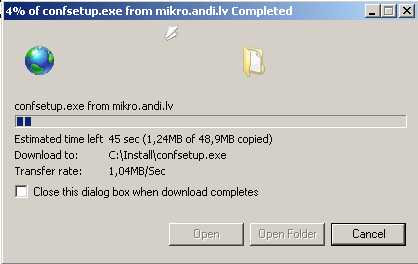 4% of confsetup.exe from mikro.andi.lv Completed
confsetup.exe from mikro.andi.lv
Estimated time left 45 sec (1,24MB of 48,9MB copied)
Download to: C:\Install\confsetup.exe
Transfer rate: 1,04MB/Sec
Close this dialog box when download completes
Open Open Folder Cancel